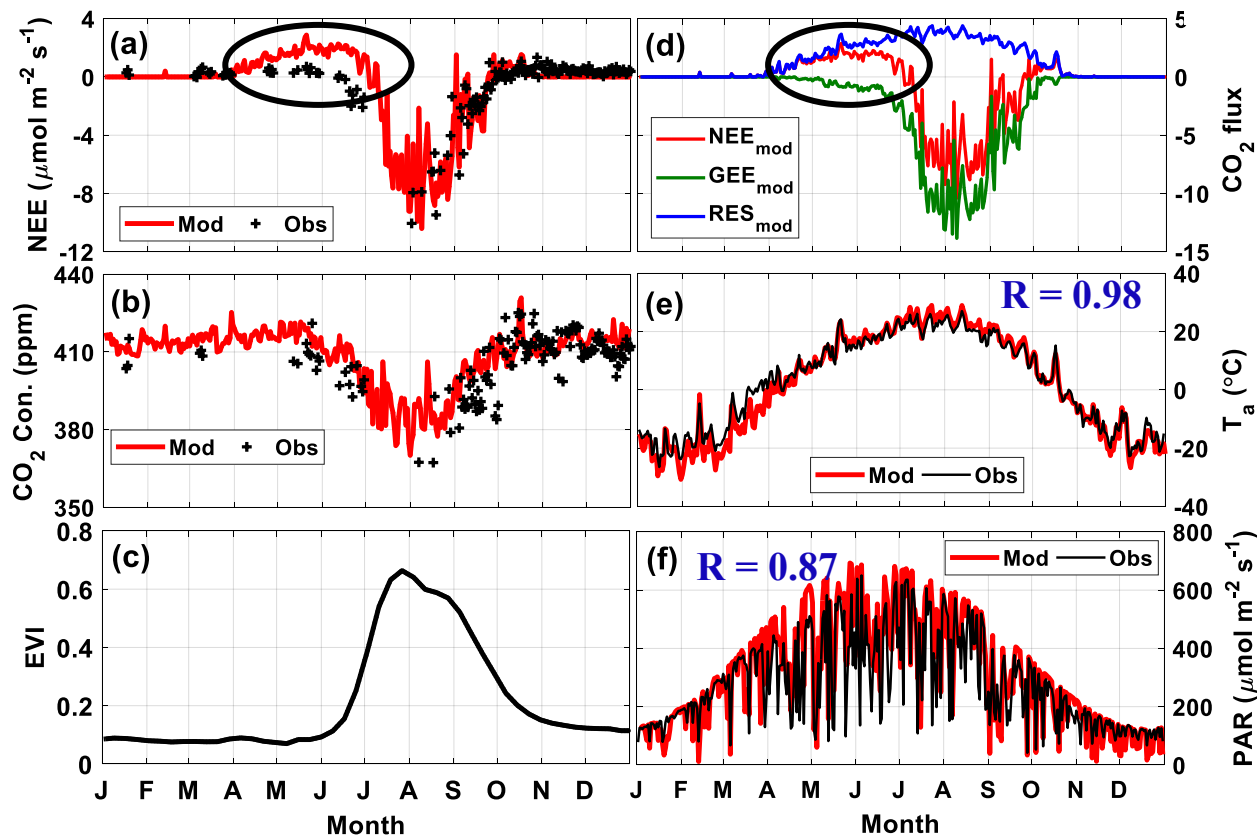 (a)
NEE (μmol m⁻² s⁻¹)
4
0
-4
-8
-12
Mod Obs
(d)
CO₂ flux
5
0
-5
-10
-15
NEE_mod
GEE_mod
RES_mod
(b)
CO₂ Con. (ppm)
440
410
380
350
Mod Obs
(e)
R = 0.98
Tₐ (°C)
40
20
0
-20
-40
Mod Obs
(c)
EVI
0.8
0.6
0.4
0.2
0
J F M A M J J A S O N D
Month
(f)
R = 0.87
Mod Obs
PAR (μmol m⁻² s⁻¹)
800
600
400
200
0
J F M A M J J A S O N D
Month